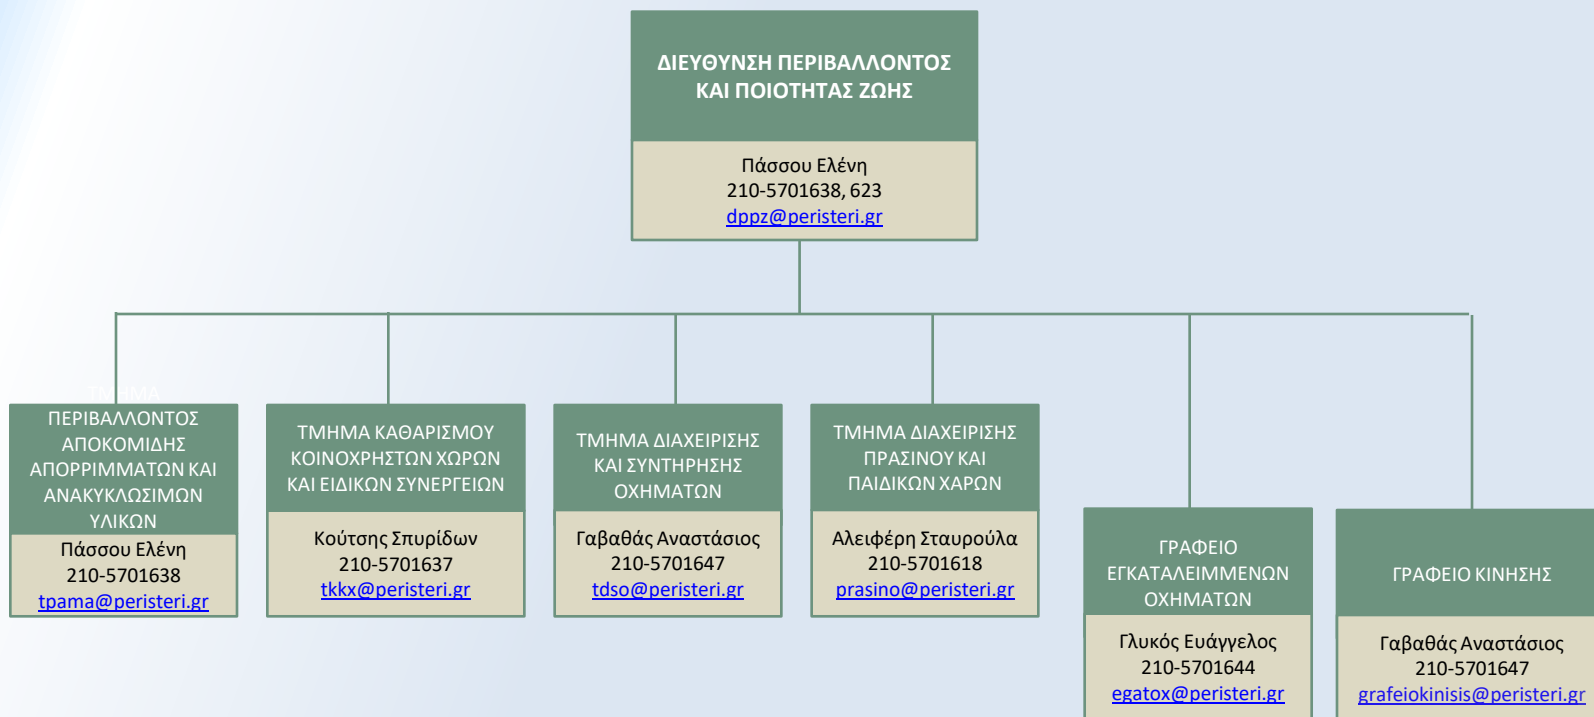 ΔΙΕΥΘΥΝΣΗ ΠΕΡΙΒΑΛΛΟΝΤΟΣ
ΚΑΙ ΠΟΙΟΤΗΤΑΣ ΖΩΗΣ
Πάσσου Ελένη
210-5701638, 623
dppz@peristeri.gr
ΤΜΗΜΑ
ΠΕΡΙΒΑΛΛΟΝΤΟΣ
ΑΠΟΚΟΜΙΔΗΣ
ΑΠΟΡΡΙΜΜΑΤΩΝ ΚΑΙ
ΑΝΑΚΥΚΛΩΣΙΜΩΝ
ΥΛΙΚΩΝ
Πάσσου Ελένη
210-5701638
tpama@peristeri.gr
ΤΜΗΜΑ ΚΑΘΑΡΙΣΜΟΥ
ΚΟΙΝΟΧΡΗΣΤΩΝ ΧΩΡΩΝ
ΚΑΙ ΕΙΔΙΚΩΝ ΣΥΝΕΡΓΕΙΩΝ
Κούτσης Σπυρίδων
210-5701637
tkkx@peristeri.gr
ΤΜΗΜΑ ΔΙΑΧΕΙΡΙΣΗΣ
ΚΑΙ ΣΥΝΤΗΡΗΣΗΣ
ΟΧΗΜΑΤΩΝ
Γαβαθάς Αναστάσιος
210-5701647
tdso@peristeri.gr
ΤΜΗΜΑ ΔΙΑΧΕΙΡΙΣΗΣ
ΠΡΑΣΙΝΟΥ ΚΑΙ
ΠΑΙΔΙΚΩΝ ΧΑΡΩΝ
Αλειφέρη Σταυρούλα
210-5701618
prasino@peristeri.gr
ΓΡΑΦΕΙΟ
ΕΓΚΑΤΑΛΕΙΜΜΕΝΩΝ
ΟΧΗΜΑΤΩΝ
Γλυκός Ευάγγελος
210-5701644
egatox@peristeri.gr
ΓΡΑΦΕΙΟ ΚΙΝΗΣΗΣ
Γαβαθάς Αναστάσιος
210-5701647
grafeiokinisis@peristeri.gr